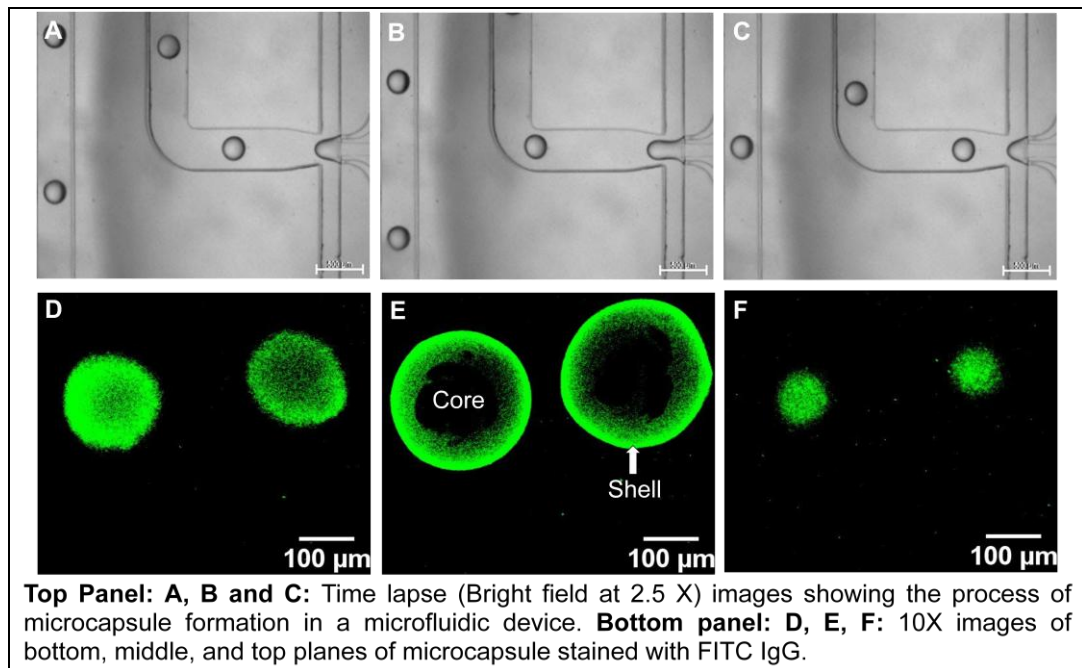 A
B
C
D
E
F
Core
Shell
100 µm
100 µm
100 µm
Top Panel: A, B and C: Time lapse (Bright field at 2.5 X) images showing the process of
microcapsule formation in a microfluidic device. Bottom panel: D, E, F: 10X images of
bottom, middle, and top planes of microcapsule stained with FITC IgG.